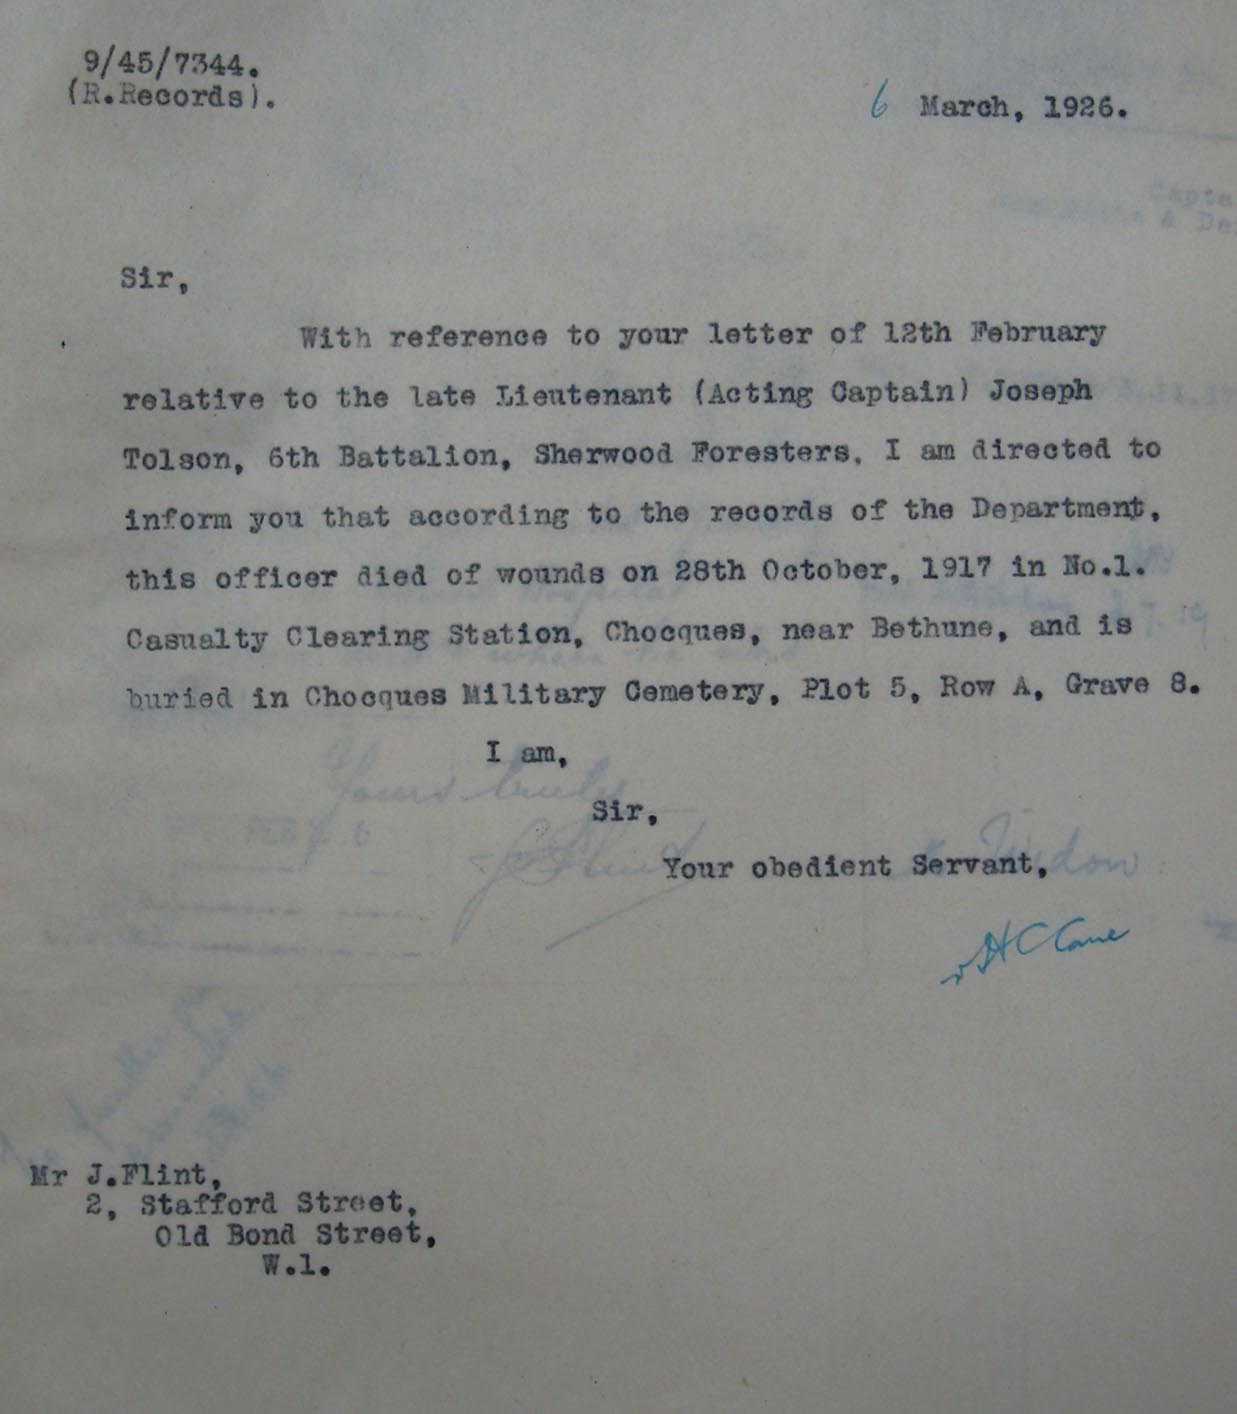 9/45/7344.
(R.Records).
6 March, 1926.
Sir,
With reference to your letter of 12th February
relative to the late Lieutenant (Acting Captain) Joseph
Tolson, 6th Battalion, Sherwood Foresters, I am directed to
inform you that according to the records of the Department,
this officer died of wounds on 28th October, 1917 in No.1.
Casualty Clearing Station, Chocques, near Bethune, and is
buried in Chocques Military Cemetery, Plot 5, Row A, Grave 8.
I am,
Sir,
Your obedient Servant,
Mr J.Flint,
2, Stafford Street,
Old Bond Street,
W.1.